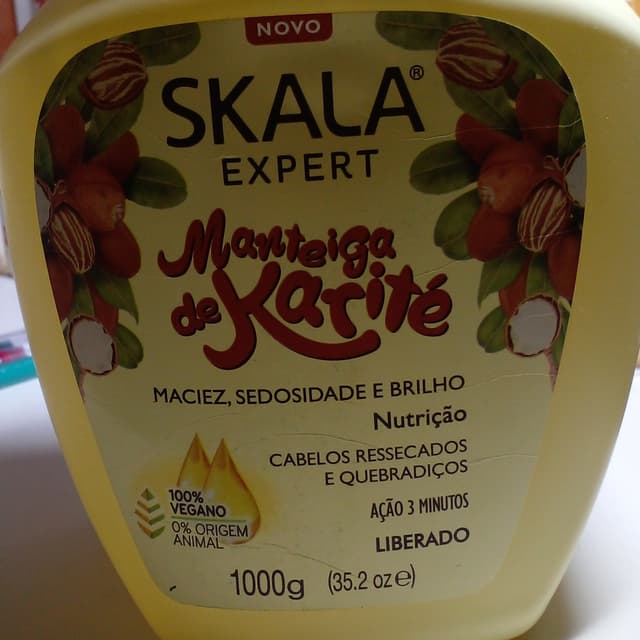 NOVO
SKALA®
EXPERT
Manteiga
de Karité
MACIEZ, SEDOSIDADE E BRILHO
Nutrição
CABELOS RESSECADOS
E QUEBRADIÇOS
AÇÃO 3 MINUTOS
LIBERADO
100%
VEGANO
0% ORIGEM
ANIMAL
1000g (35.2 oz e)